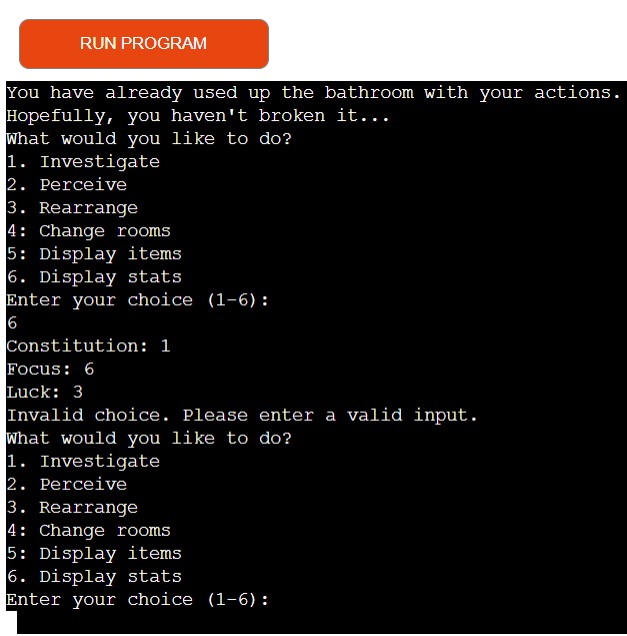 RUN PROGRAM
You have already used up the bathroom with your actions.
Hopefully, you haven't broken it...
What would you like to do?
1. Investigate
2. Perceive
3. Rearrange
4: Change rooms
5: Display items
6. Display stats
Enter your choice (1-6):
6
Constitution: 1
Focus: 6
Luck: 3
Invalid choice. Please enter a valid input.
What would you like to do?
1. Investigate
2. Perceive
3. Rearrange
4: Change rooms
5: Display items
6. Display stats
Enter your choice (1-6):